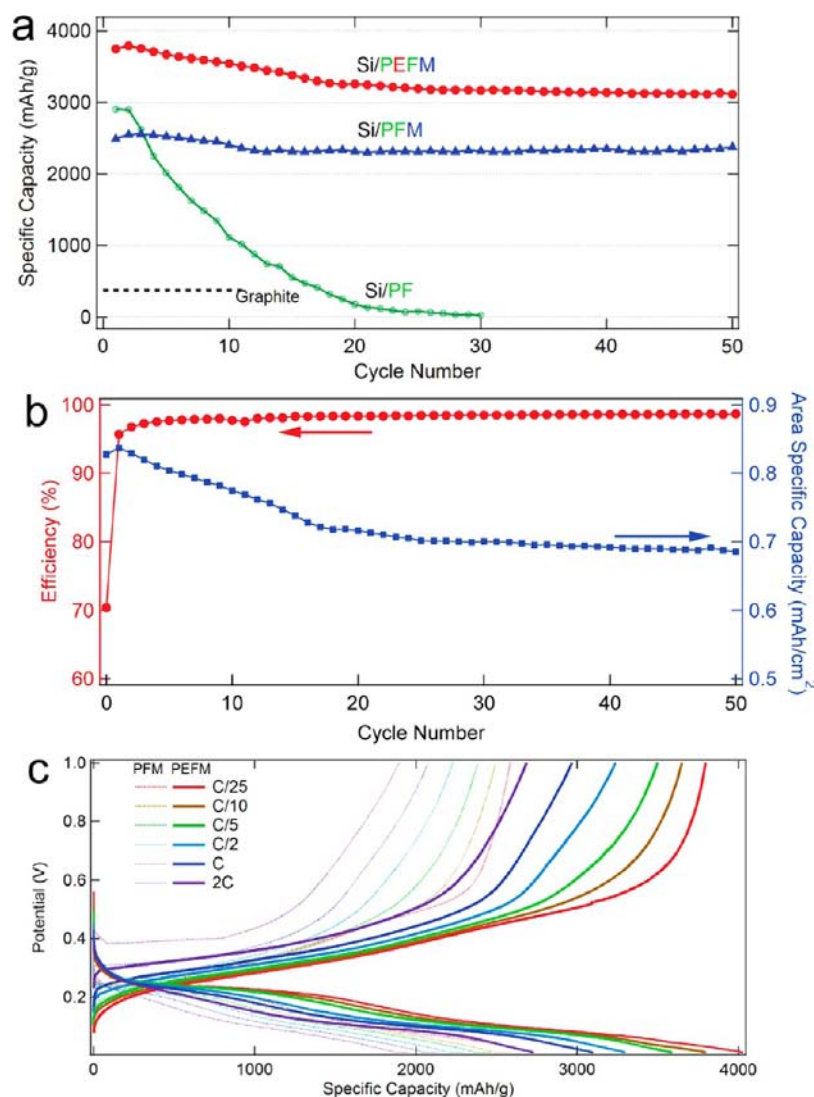 a
Specific Capacity (mAh/g)
4000
3000
2000
1000
0
Si/PEFM
Si/PFM
Si/PF
Graphite
0
10
20
30
40
50
Cycle Number
b
Efficiency (%)
100
90
80
70
60
Area Specific Capacity (mAh/cm²)
0.9
0.8
0.7
0.6
0.5
0
10
20
30
40
50
Cycle Number
c
Potential (V)
1.0
0.8
0.6
0.4
0.2
PFM PEFM
C/25
C/10
C/5
C/2
C
2C
0
1000
2000
3000
4000
Specific Capacity (mAh/g)